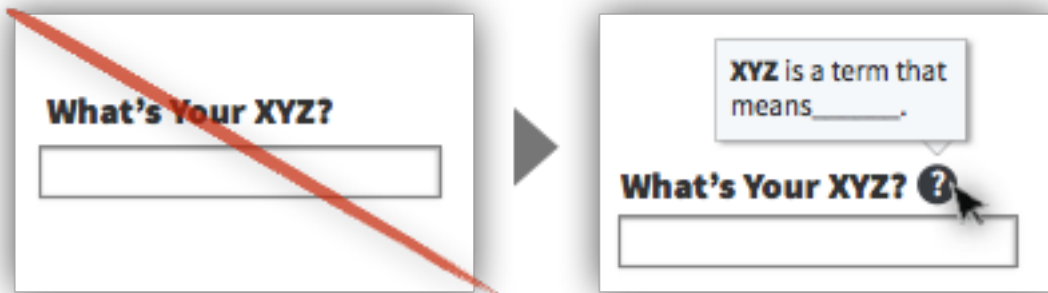 What's Your XYZ?
XYZ is a term that
means_______.
What's Your XYZ? ?